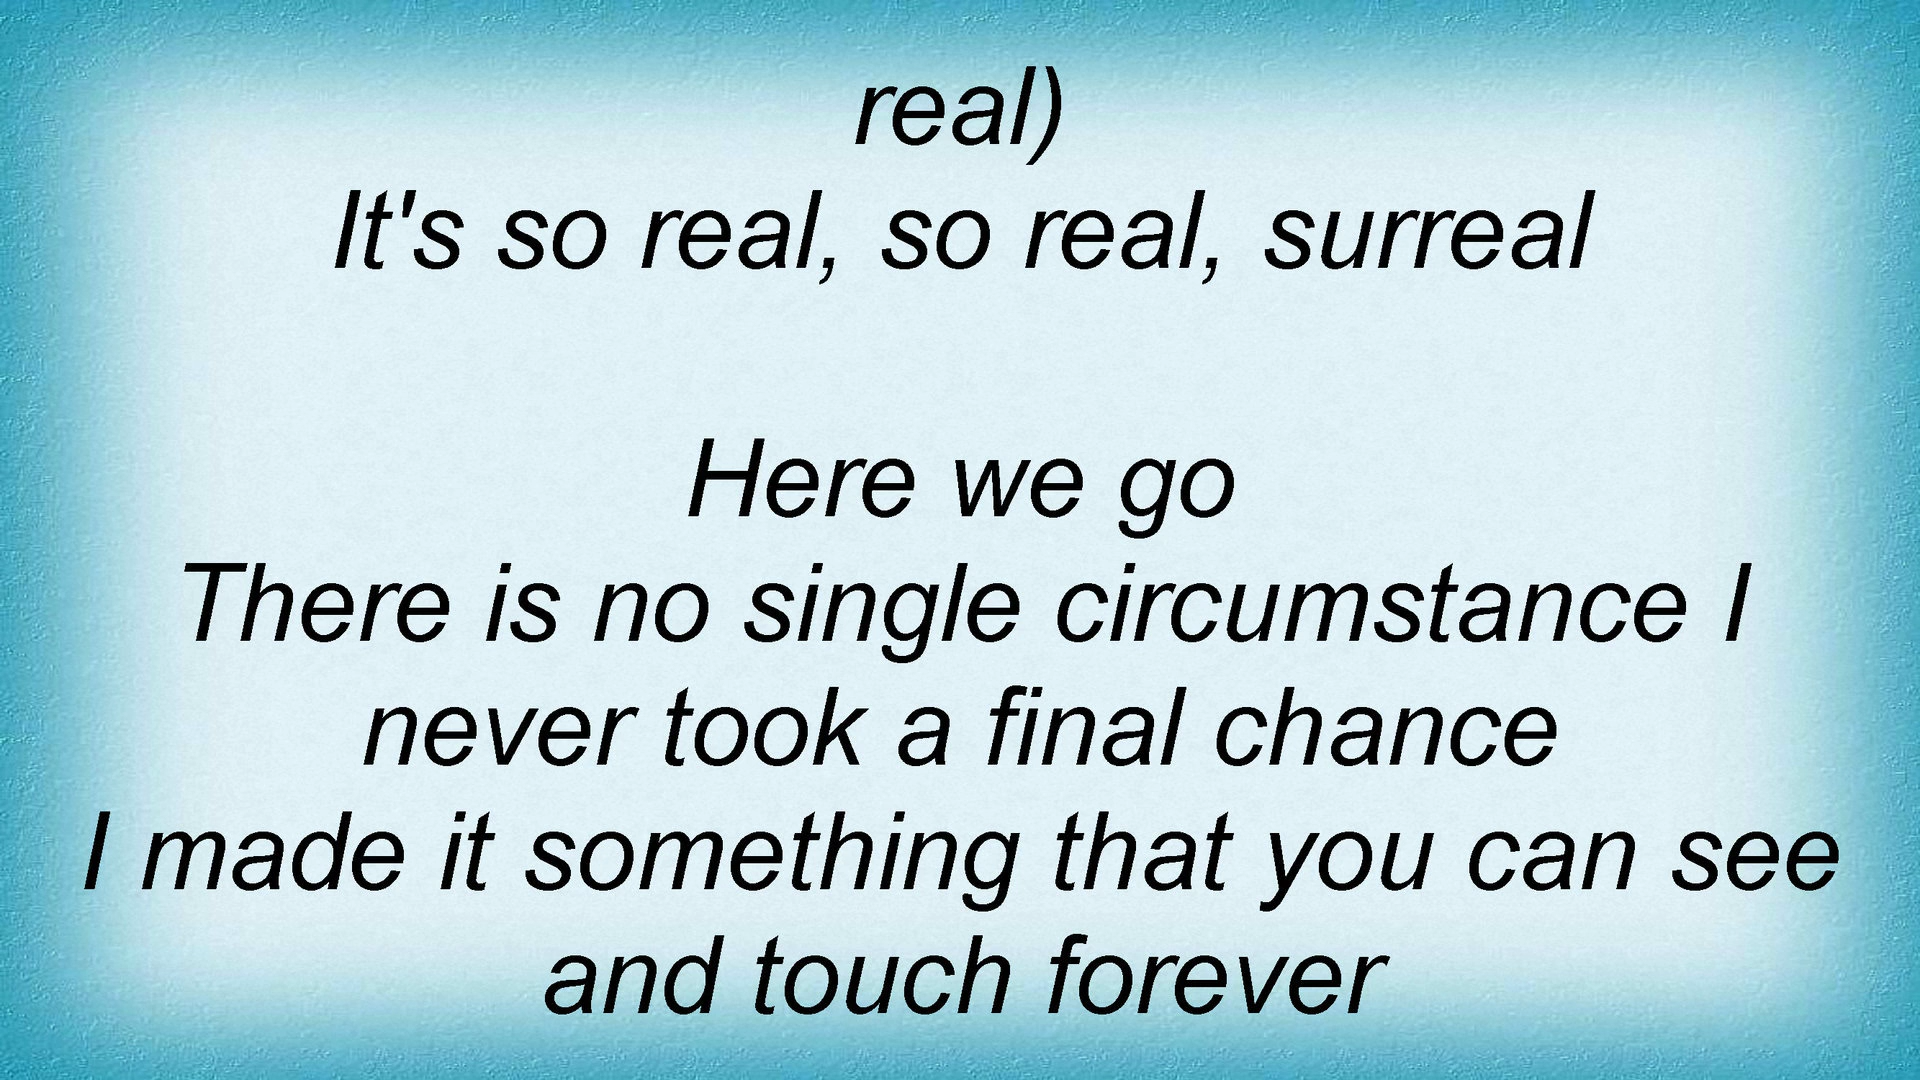 real)
It's so real, so real, surreal
Here we go
There is no single circumstance I
never took a final chance
I made it something that you can see
and touch forever